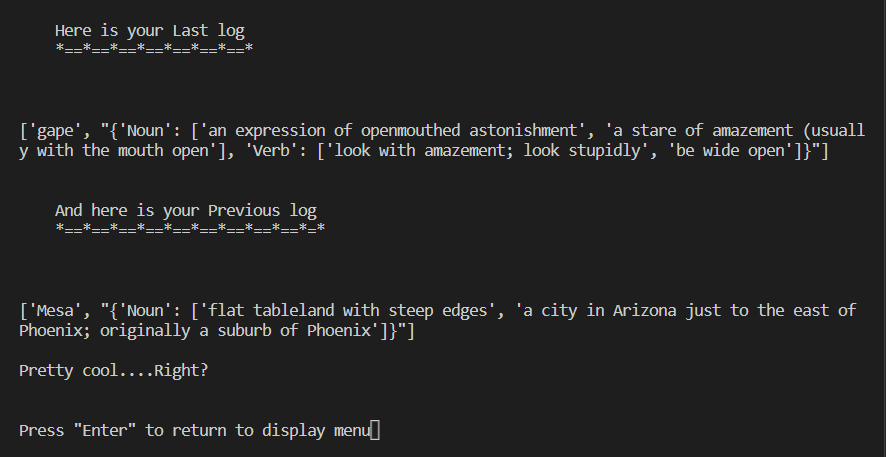 Here is your Last log
*==*==*==*==*==*==*==*
['gape', "{'Noun': ['an expression of openmouthed astonishment', 'a stare of amazement (usuall
y with the mouth open'], 'Verb': ['look with amazement; look stupidly', 'be wide open']}"]
And here is your Previous log
*==*==*==*==*==*==*==*==*==*=*
['Mesa', "{'Noun': ['flat tableland with steep edges', 'a city in Arizona just to the east of
Phoenix; originally a suburb of Phoenix']}"]
Pretty cool....Right?
Press "Enter" to return to display menu